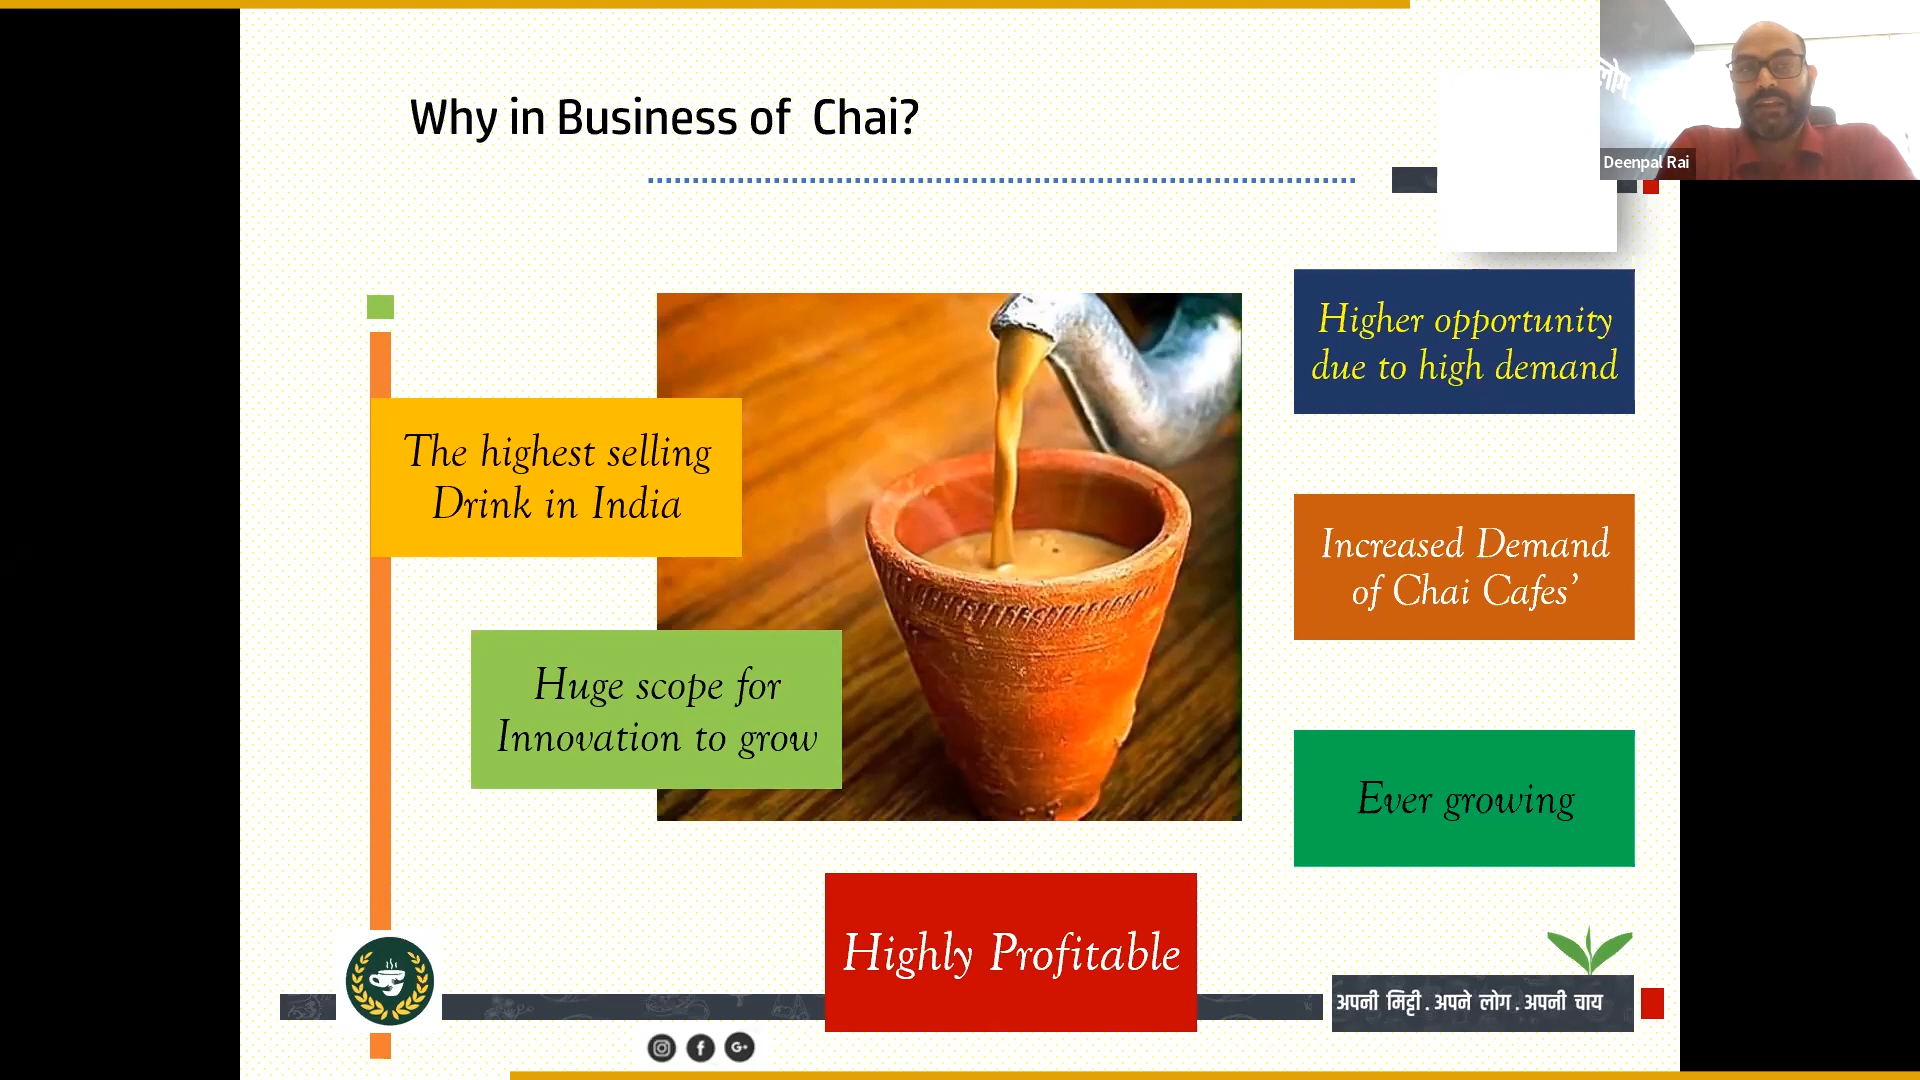 Why in Business of Chai?
लोग
Deenpal Rai
Higher opportunity
due to high demand
The highest selling
Drink in India
Increased Demand
of Chai Cafes’
Huge scope for
Innovation to grow
Ever growing
Highly Profitable
अपनी मिट्टी . अपने लोग . अपनी चाय
G+